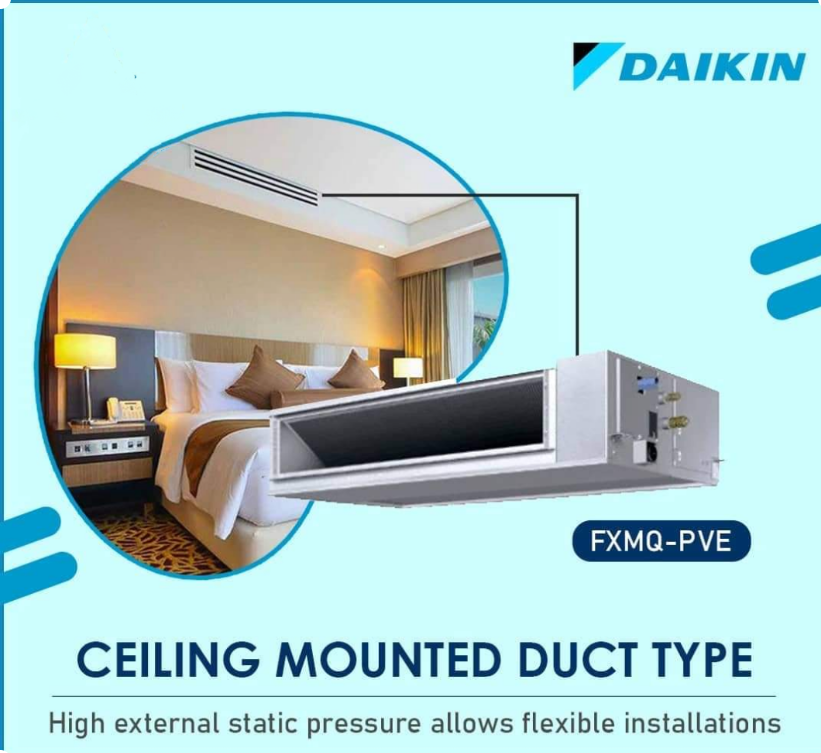 DAIKIN
FXMQ-PVE
CEILING MOUNTED DUCT TYPE
High external static pressure allows flexible installations